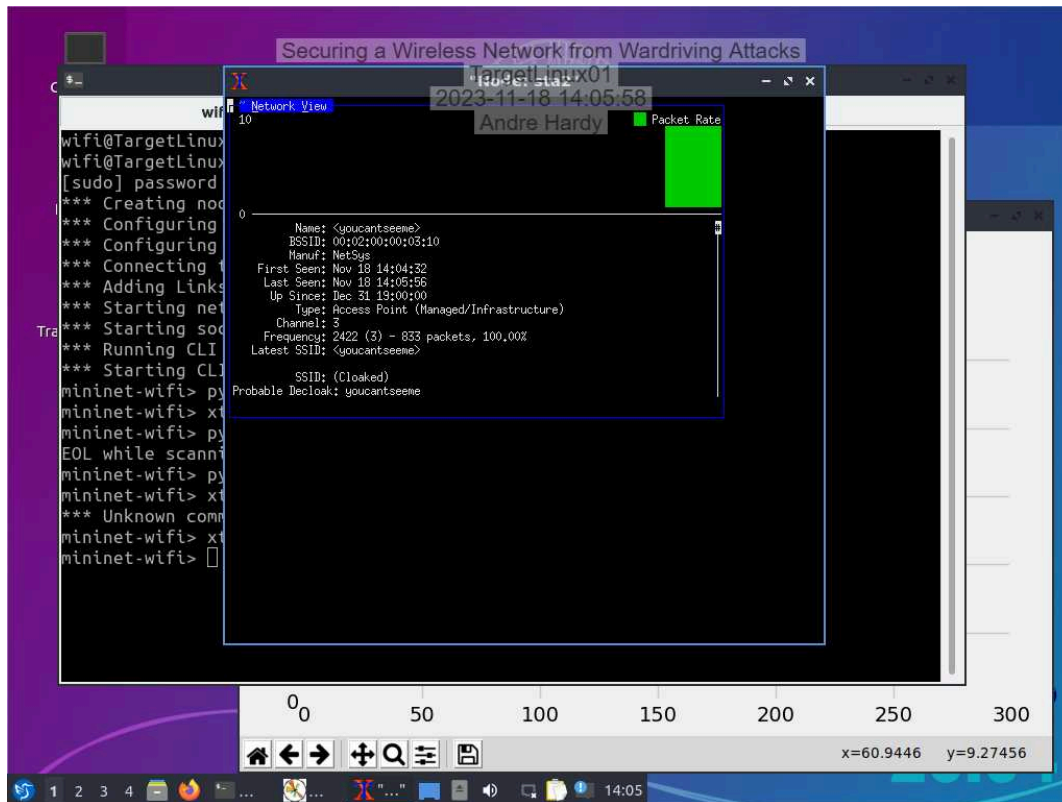 Securing a Wireless Network from Wardriving Attacks
TargetLinux01
2023-11-18 14:05:58
Andre Hardy
$_
"Node: sta2"
wif
~ Network View
10
Packet Rate
0
Name: <youcantseeme>
BSSID: 00:02:00:00:03:10
Manuf: NetSys
First Seen: Nov 18 14:04:32
Last Seen: Nov 18 14:05:56
Up Since: Dec 31 19:00:00
Type: Access Point (Managed/Infrastructure)
Channel: 3
Frequency: 2422 (3) - 833 packets, 100.00%
Latest SSID: <youcantseeme>
SSID: (Cloaked)
Probable Decloak: youcantseeme
wifi@TargetLinux
wifi@TargetLinux
[sudo] password
*** Creating nod
*** Configuring
*** Configuring
*** Connecting t
*** Adding Links
*** Starting net
*** Starting soc
*** Running CLI
*** Starting CLI
mininet-wifi> py
mininet-wifi> xt
mininet-wifi> py
EOL while scanni
mininet-wifi> py
mininet-wifi> xt
*** Unknown comm
mininet-wifi> xt
mininet-wifi>
Tra
0
0 50 100 150 200 250 300
x=60.9446 y=9.27456
1 2 3 4 ... ... "..." 14:05